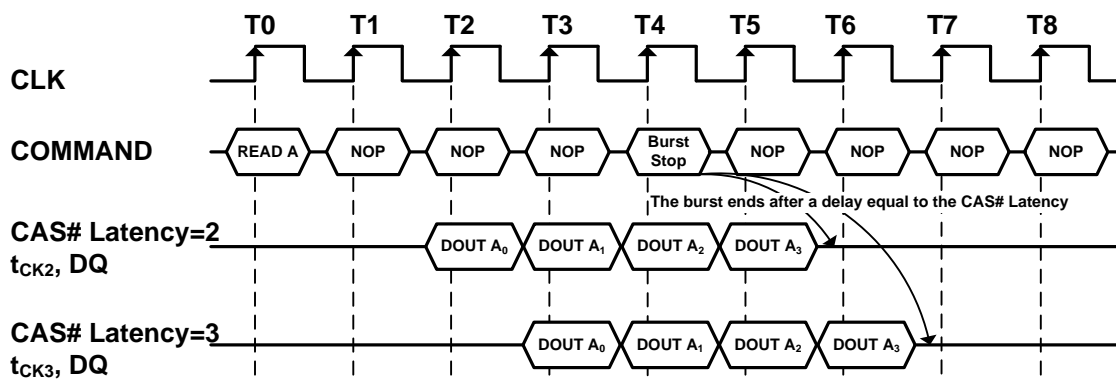 T0 T1 T2 T3 T4 T5 T6 T7 T8
CLK
COMMAND READ A NOP NOP NOP Burst Stop NOP NOP NOP NOP
The burst ends after a delay equal to the CAS# Latency
CAS# Latency=2
tCK2, DQ DOUT A0 DOUT A1 DOUT A2 DOUT A3
CAS# Latency=3
tCK3, DQ DOUT A0 DOUT A1 DOUT A2 DOUT A3